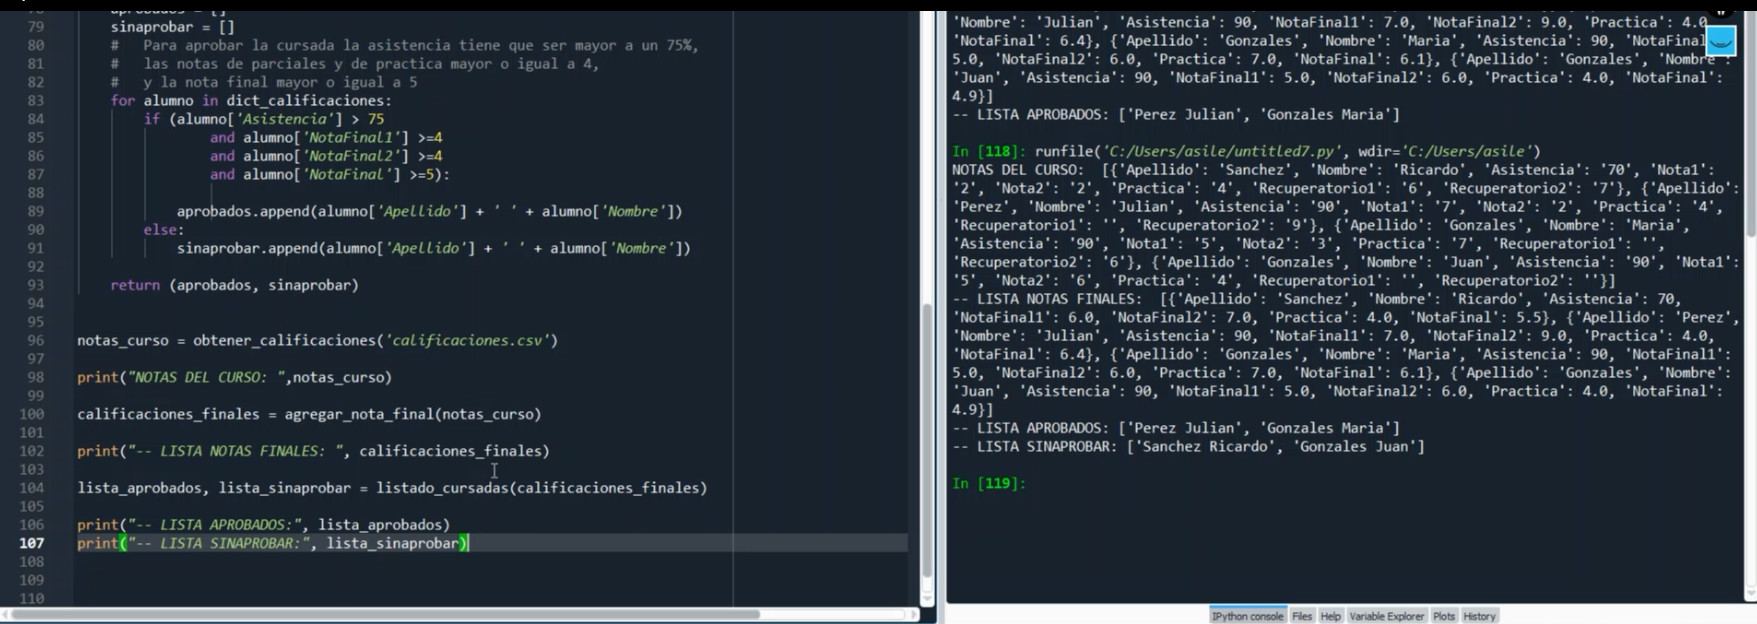 79 sinaprobar = []
80 #   Para aprobar la cursada la asistencia tiene que ser mayor a un 75%,
81 #   las notas de parciales y de practica mayor o igual a 4,
82 #   y la nota final mayor o igual a 5
83 for alumno in dict_calificaciones:
84 if (alumno['Asistencia'] > 75
85 and alumno['NotaFinal1'] >=4
86 and alumno['NotaFinal2'] >=4
87 and alumno['NotaFinal'] >=5):
88
89 aprobados.append(alumno['Apellido'] + ' ' + alumno['Nombre'])
90 else:
91 sinaprobar.append(alumno['Apellido'] + ' ' + alumno['Nombre'])
92
93 return (aprobados, sinaprobar)
94
95
96 notas_curso = obtener_calificaciones('calificaciones.csv')
97
98 print("NOTAS DEL CURSO: ",notas_curso)
99
100 calificaciones_finales = agregar_nota_final(notas_curso)
101
102 print("-- LISTA NOTAS FINALES: ", calificaciones_finales)
103
104 lista_aprobados, lista_sinaprobar = listado_cursadas(calificaciones_finales)
105
106 print("-- LISTA APROBADOS:", lista_aprobados)
107 print("-- LISTA SINAPROBAR:", lista_sinaprobar)
108
109
110
'Nombre': 'Julian', 'Asistencia': 90, 'NotaFinal1': 7.0, 'NotaFinal2': 9.0, 'Practica': 4.0,
'NotaFinal': 6.4}, {'Apellido': 'Gonzales', 'Nombre': 'Maria', 'Asistencia': 90, 'NotaFinal
5.0, 'NotaFinal2': 6.0, 'Practica': 7.0, 'NotaFinal': 6.1}, {'Apellido': 'Gonzales', 'Nombre':
'Juan', 'Asistencia': 90, 'NotaFinal1': 5.0, 'NotaFinal2': 6.0, 'Practica': 4.0, 'NotaFinal':
4.9}]
-- LISTA APROBADOS: ['Perez Julian', 'Gonzales Maria']
In [118]: runfile('C:/Users/asile/untitled7.py', wdir='C:/Users/asile')
NOTAS DEL CURSO:  [{'Apellido': 'Sanchez', 'Nombre': 'Ricardo', 'Asistencia': '70', 'Nota1':
'2', 'Nota2': '2', 'Practica': '4', 'Recuperatorio1': '6', 'Recuperatorio2': '7'}, {'Apellido':
'Perez', 'Nombre': 'Julian', 'Asistencia': '90', 'Nota1': '7', 'Nota2': '2', 'Practica': '4',
'Recuperatorio1': '', 'Recuperatorio2': '9'}, {'Apellido': 'Gonzales', 'Nombre': 'Maria',
'Asistencia': '90', 'Nota1': '5', 'Nota2': '3', 'Practica': '7', 'Recuperatorio1': '',
'Recuperatorio2': '6'}, {'Apellido': 'Gonzales', 'Nombre': 'Juan', 'Asistencia': '90', 'Nota1':
'5', 'Nota2': '6', 'Practica': '4', 'Recuperatorio1': '', 'Recuperatorio2': ''}]
-- LISTA NOTAS FINALES:  [{'Apellido': 'Sanchez', 'Nombre': 'Ricardo', 'Asistencia': 70,
'NotaFinal1': 6.0, 'NotaFinal2': 7.0, 'Practica': 4.0, 'NotaFinal': 5.5}, {'Apellido': 'Perez',
'Nombre': 'Julian', 'Asistencia': 90, 'NotaFinal1': 7.0, 'NotaFinal2': 9.0, 'Practica': 4.0,
'NotaFinal': 6.4}, {'Apellido': 'Gonzales', 'Nombre': 'Maria', 'Asistencia': 90, 'NotaFinal1':
5.0, 'NotaFinal2': 6.0, 'Practica': 7.0, 'NotaFinal': 6.1}, {'Apellido': 'Gonzales', 'Nombre':
'Juan', 'Asistencia': 90, 'NotaFinal1': 5.0, 'NotaFinal2': 6.0, 'Practica': 4.0, 'NotaFinal':
4.9}]
-- LISTA APROBADOS: ['Perez Julian', 'Gonzales Maria']
-- LISTA SINAPROBAR: ['Sanchez Ricardo', 'Gonzales Juan']
In [119]:
IPython console Files Help Variable Explorer Plots History